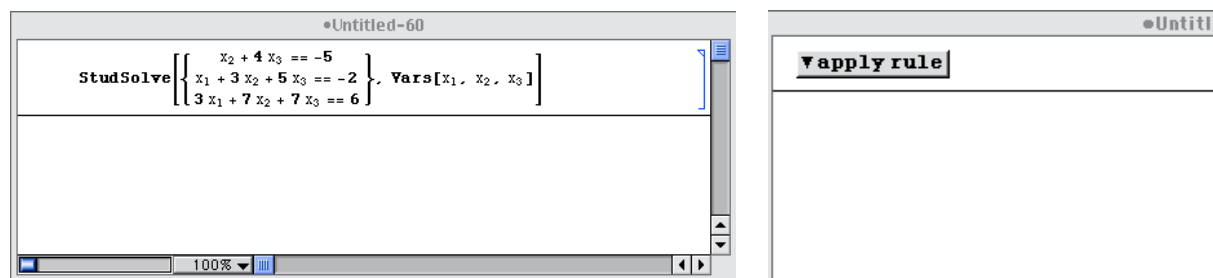 ●Untitled-60
x₂ + 4 x₃ == -5
StudSolve[{ x₁ + 3 x₂ + 5 x₃ == -2 }, Vars[x₁, x₂, x₃]]
3 x₁ + 7 x₂ + 7 x₃ == 6
100%
●Untitl
▼apply rule